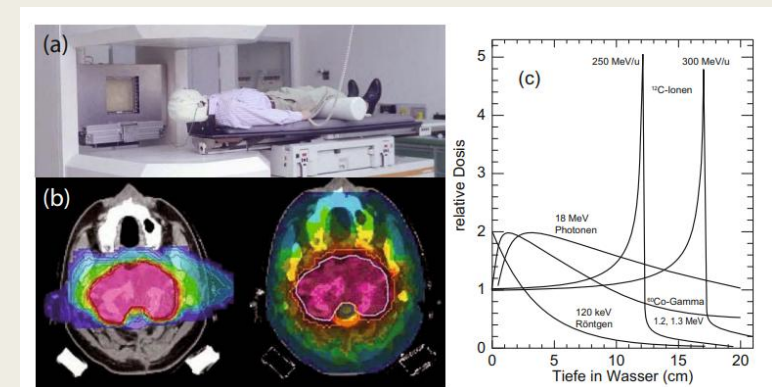 (a)
(b)
(c)
relative Dosis
5
4
3
2
1
0
250 MeV/u
300 MeV/u
¹²C-Ionen
18 MeV
Photonen
⁶⁰Co-Gamma
1.2, 1.3 MeV
120 keV
Röntgen
0
5
10
15
20
Tiefe in Wasser (cm)